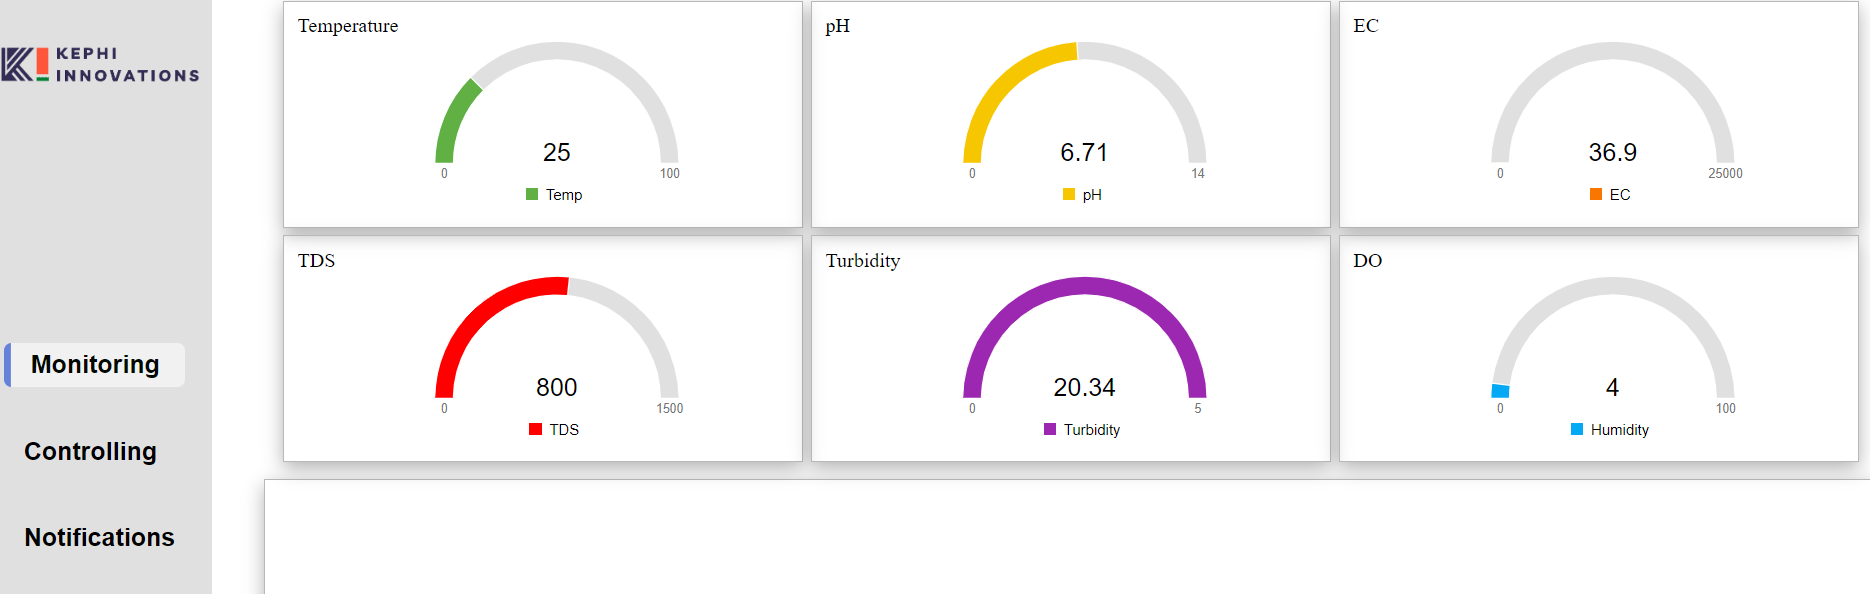 KEPHI
INNOVATIONS
Monitoring
Controlling
Notifications
Temperature
25
0 100
Temp
pH
6.71
0 14
pH
EC
36.9
0 25000
EC
TDS
800
0 1500
TDS
Turbidity
20.34
0 5
Turbidity
DO
4
0 100
Humidity